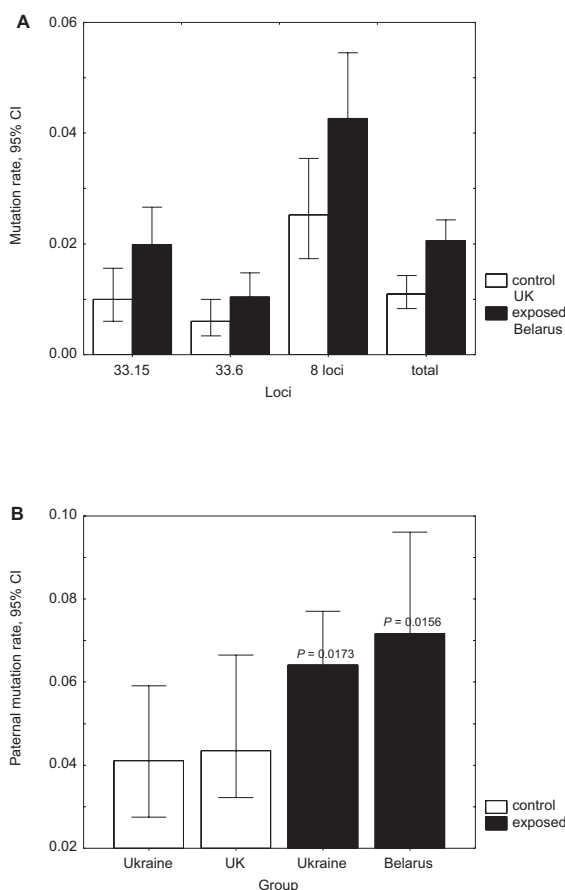 A
Mutation rate, 95% CI
0.06
0.04
0.02
0.00
33.15 33.6 8 loci total
Loci
control
UK
exposed
Belarus
B
Paternal mutation rate, 95% CI
0.10
0.08
0.06
0.04
0.02
P = 0.0173
P = 0.0156
Ukraine UK Ukraine Belarus
Group
control
exposed